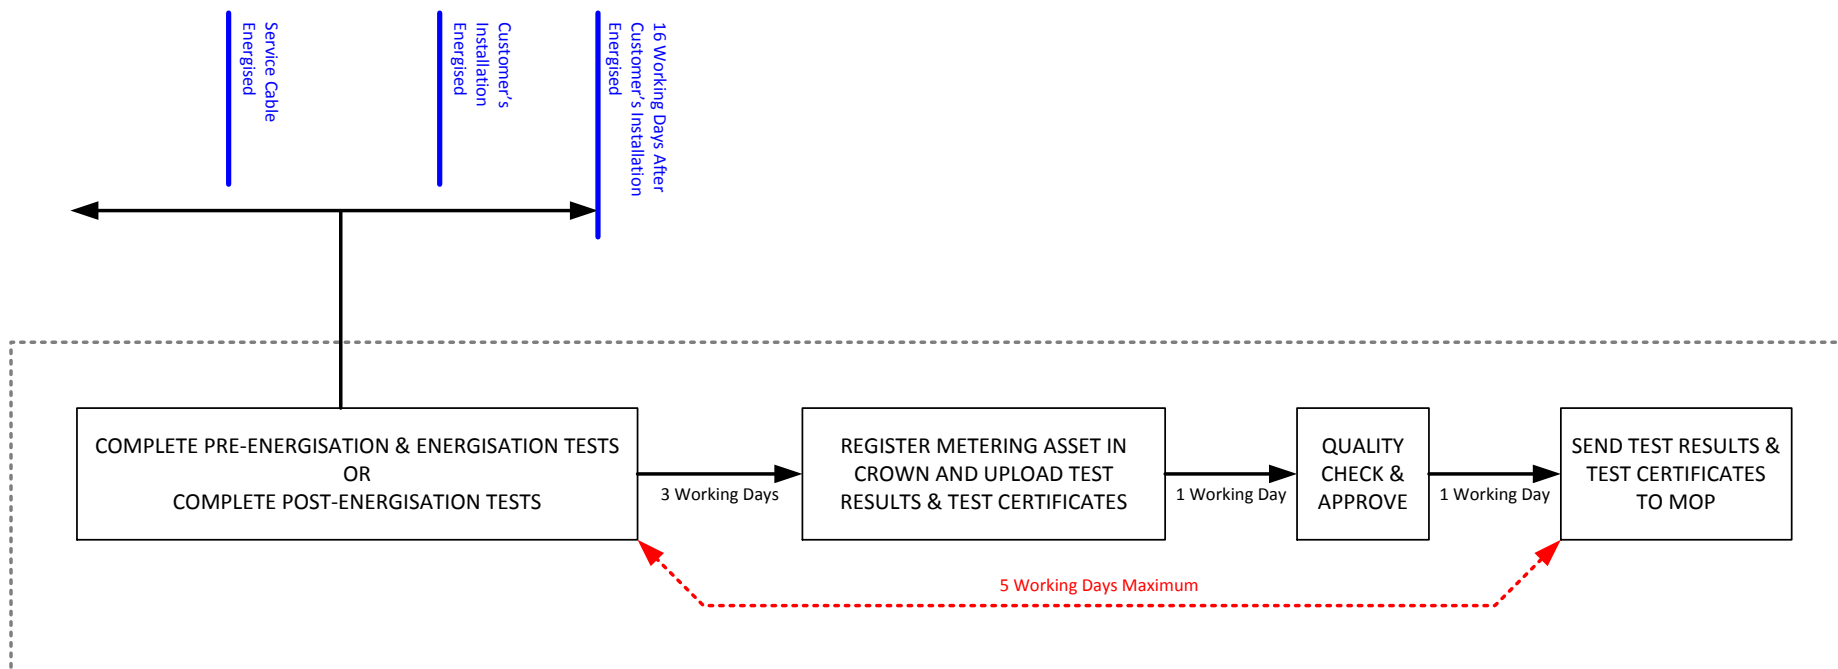 Service Cable
Energised
Customer's
Installation
Energised
16 Working Days After
Customer's Installation
Energised
COMPLETE PRE-ENERGISATION & ENERGISATION TESTS
OR
COMPLETE POST-ENERGISATION TESTS
3 Working Days
REGISTER METERING ASSET IN
CROWN AND UPLOAD TEST
RESULTS & TEST CERTIFICATES
1 Working Day
QUALITY
CHECK &
APPROVE
1 Working Day
SEND TEST RESULTS &
TEST CERTIFICATES
TO MOP
5 Working Days Maximum